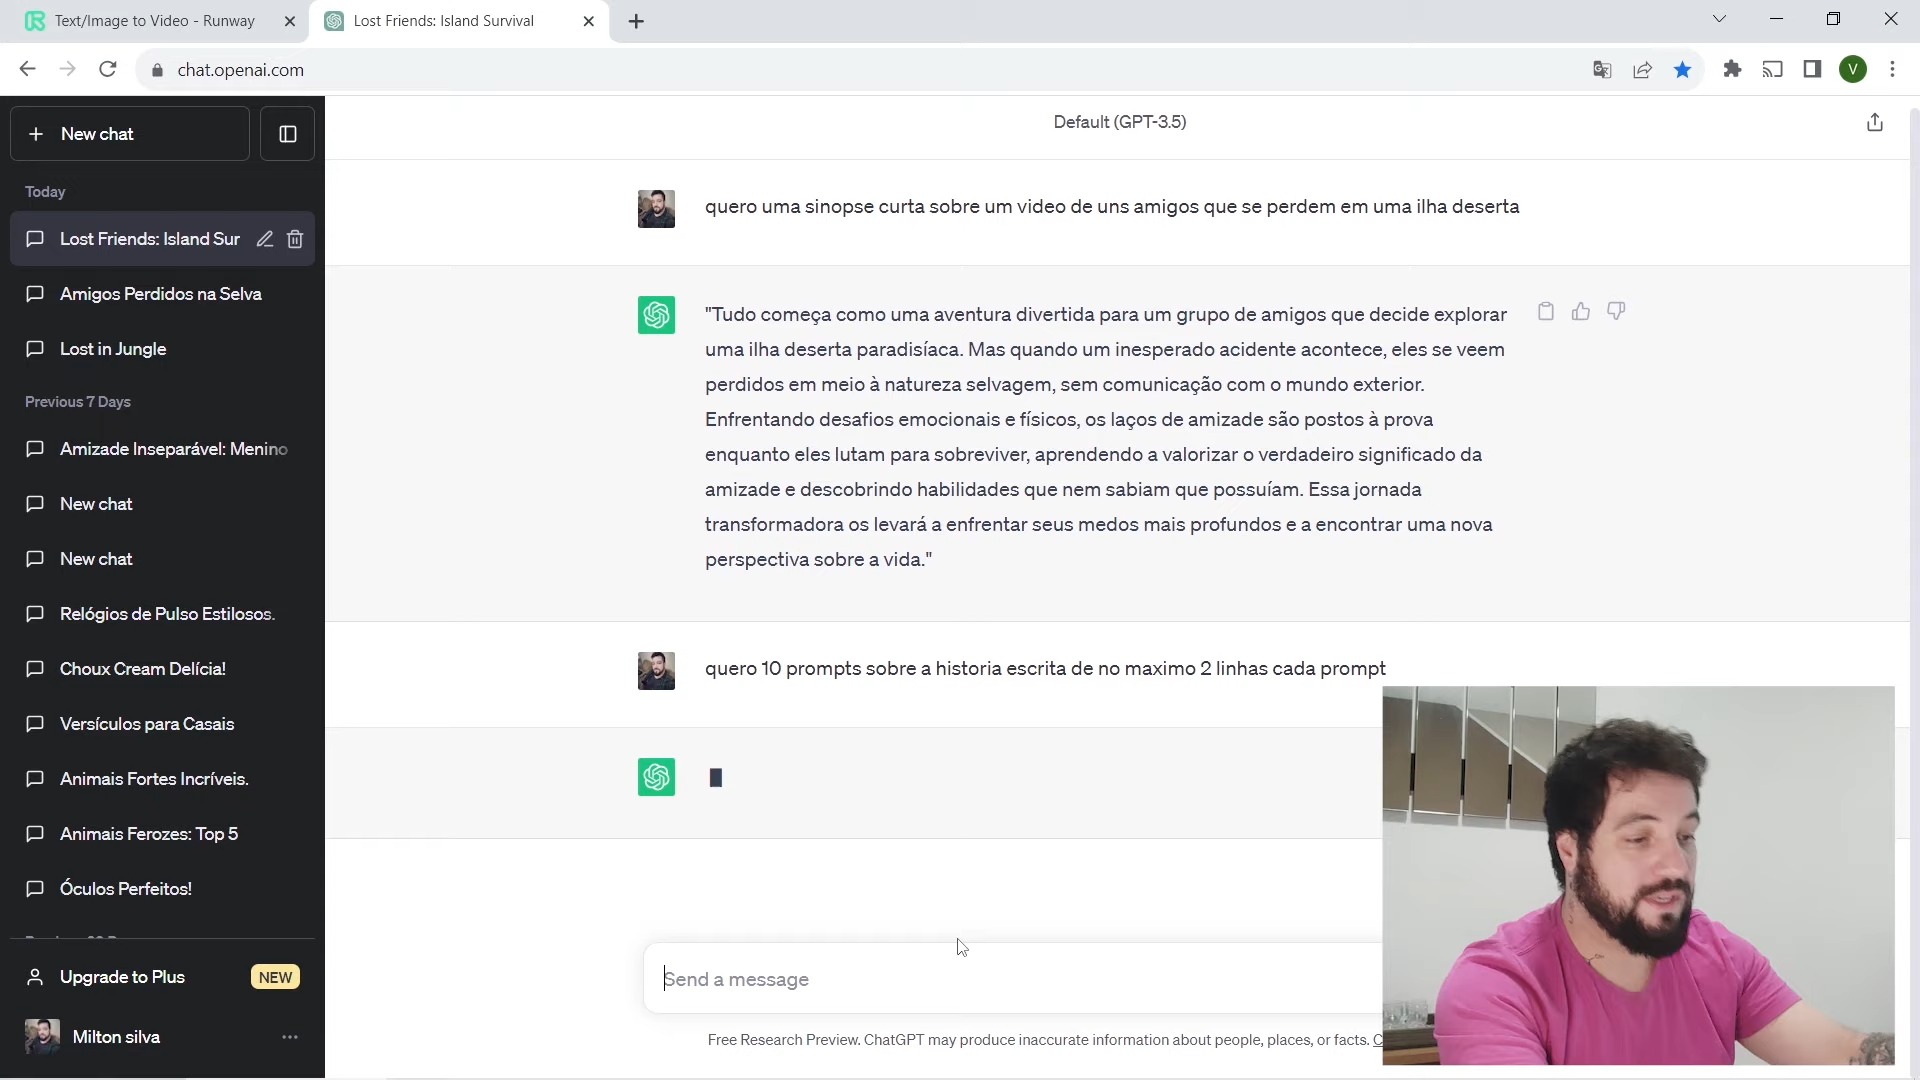 Text/Image to Video - Runway
Lost Friends: Island Survival
chat.openai.com
V
New chat
Today
Lost Friends: Island Sur
Amigos Perdidos na Selva
Lost in Jungle
Previous 7 Days
Amizade Inseparável: Menino
New chat
New chat
Relógios de Pulso Estilosos.
Choux Cream Delícia!
Versículos para Casais
Animais Fortes Incríveis.
Animais Ferozes: Top 5
Óculos Perfeitos!
Upgrade to Plus
NEW
Milton silva
Default (GPT-3.5)
quero uma sinopse curta sobre um video de uns amigos que se perdem em uma ilha deserta
"Tudo começa como uma aventura divertida para um grupo de amigos que decide explorar
uma ilha deserta paradisíaca. Mas quando um inesperado acidente acontece, eles se veem
perdidos em meio à natureza selvagem, sem comunicação com o mundo exterior.
Enfrentando desafios emocionais e físicos, os laços de amizade são postos à prova
enquanto eles lutam para sobreviver, aprendendo a valorizar o verdadeiro significado da
amizade e descobrindo habilidades que nem sabiam que possuíam. Essa jornada
transformadora os levará a enfrentar seus medos mais profundos e a encontrar uma nova
perspectiva sobre a vida."
quero 10 prompts sobre a historia escrita de no maximo 2 linhas cada prompt
Send a message
Free Research Preview. ChatGPT may produce inaccurate information about people, places, or facts.